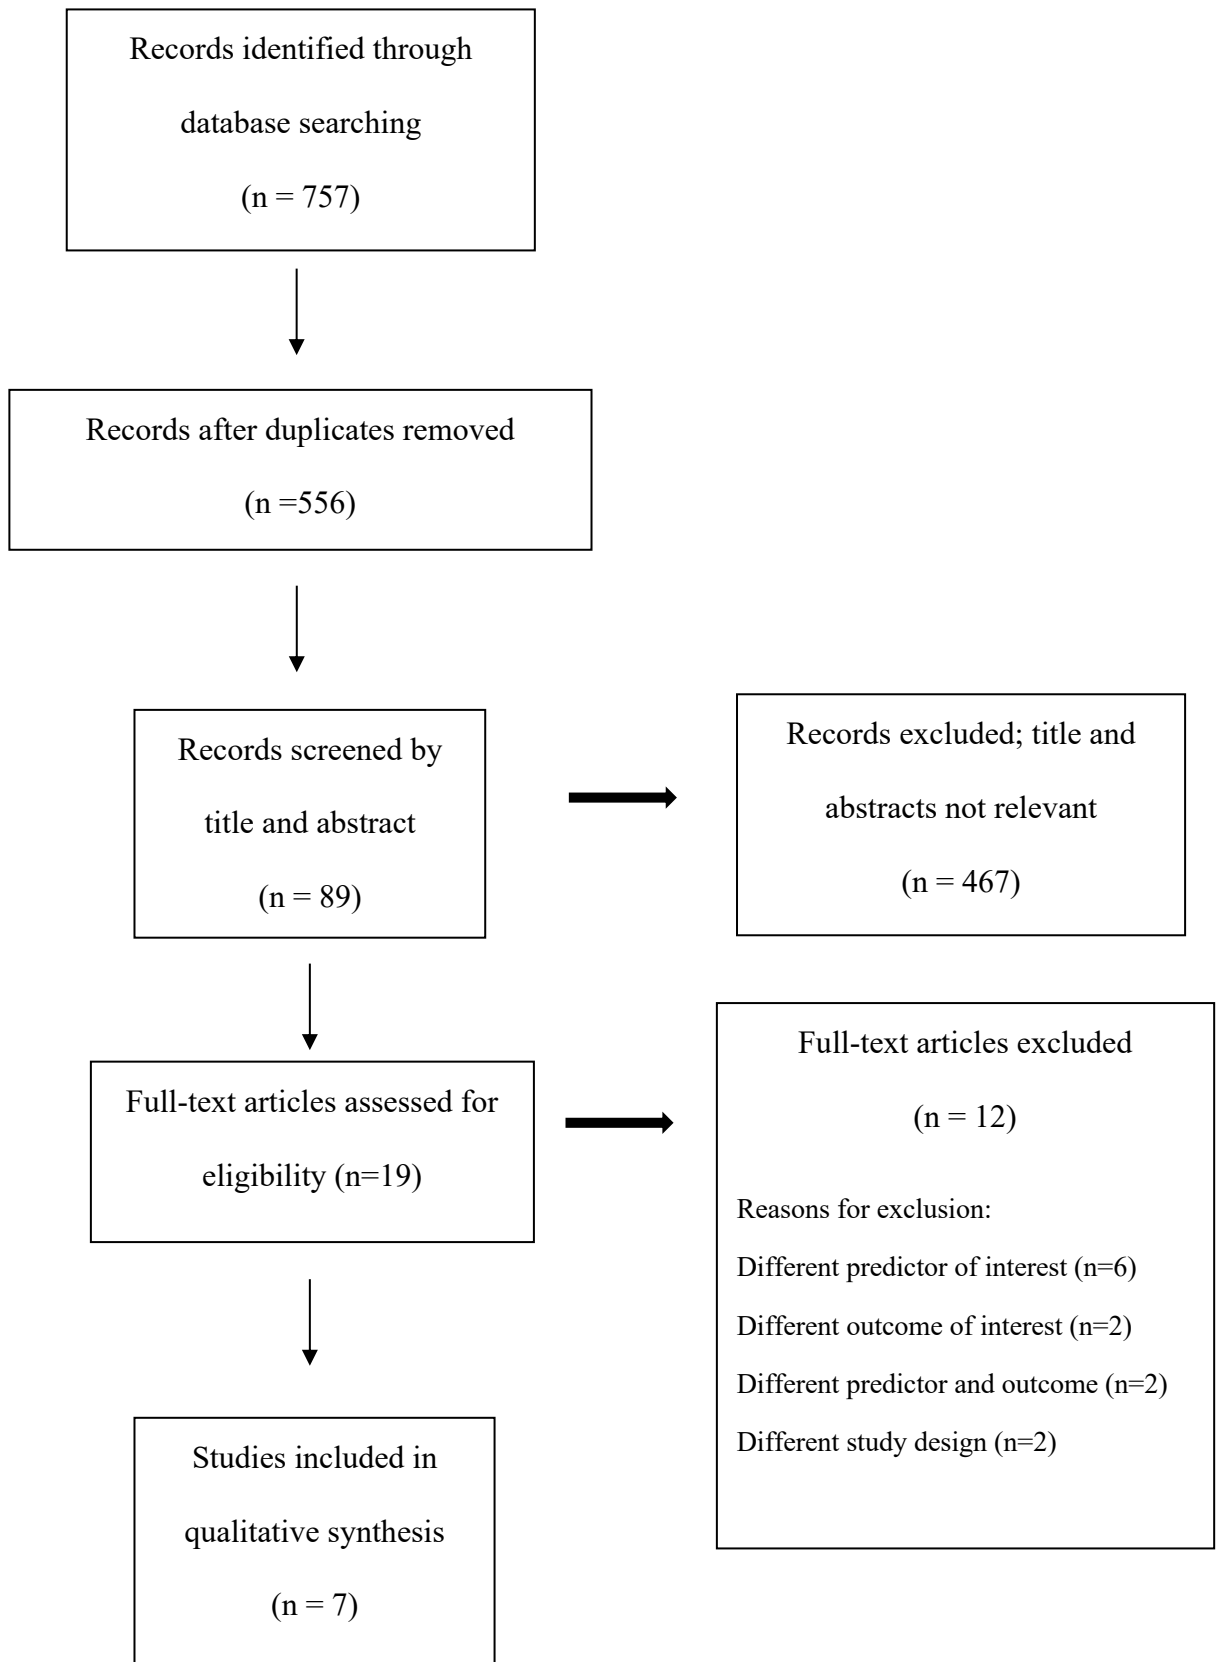 Records identified through
database searching
(n = 757)
Records after duplicates removed
(n =556)
Records screened by
title and abstract
(n = 89)
Records excluded; title and
abstracts not relevant
(n = 467)
Full-text articles assessed for
eligibility (n=19)
Full-text articles excluded
(n = 12)
Reasons for exclusion:
Different predictor of interest (n=6)
Different outcome of interest (n=2)
Different predictor and outcome (n=2)
Different study design (n=2)
Studies included in
qualitative synthesis
(n = 7)